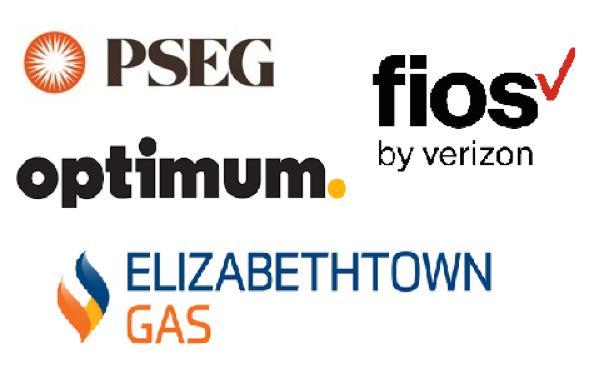 PSEG
fios
by verizon
optimum.
ELIZABETHTOWN
GAS